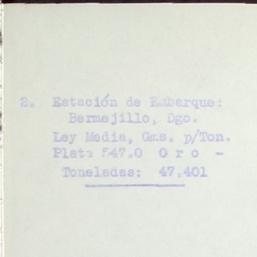 2. Estación de Embarque:
Bermejillo, Dgo.
Ley Media, Gms. p/Ton.
Plata 547.0 O r o -
Toneladas: 47,401